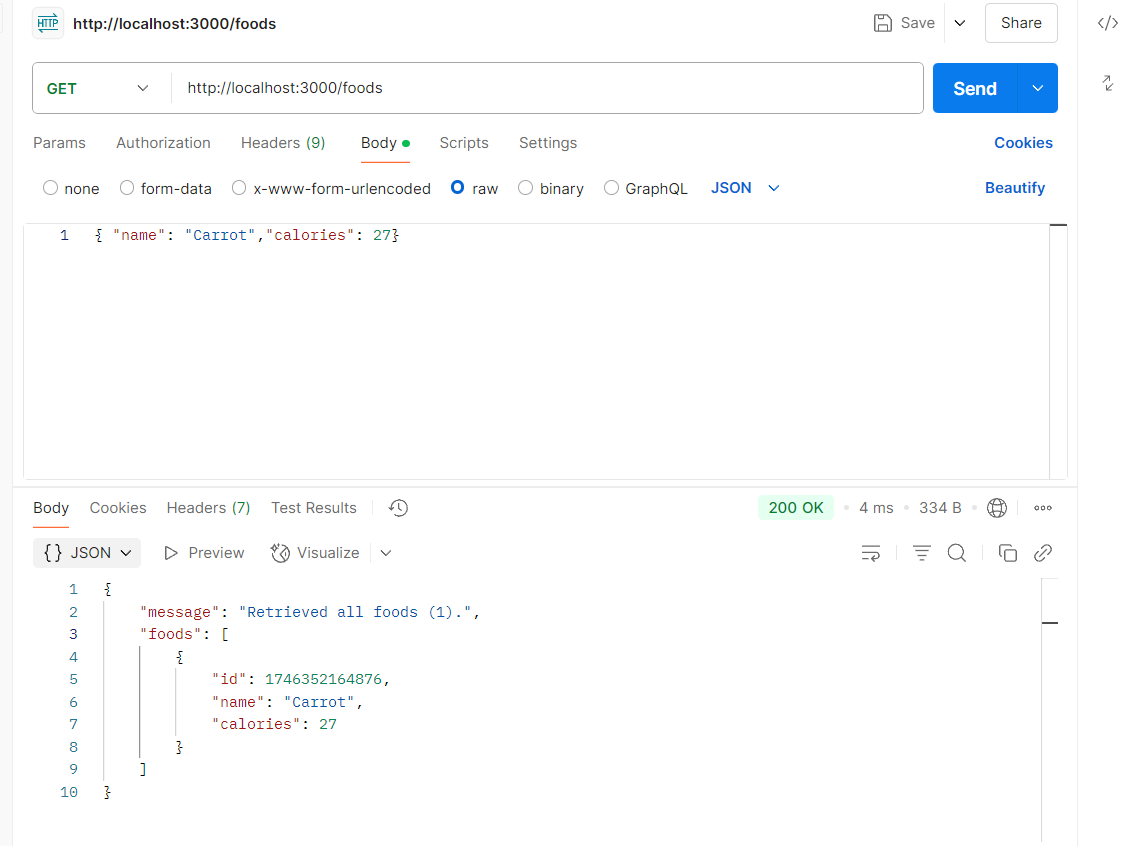 HTTP http://localhost:3000/foods Save Share </>
GET http://localhost:3000/foods Send
Params Authorization Headers (9) Body Scripts Settings Cookies
none form-data x-www-form-urlencoded raw binary GraphQL JSON Beautify
1 { "name": "Carrot","calories": 27}
Body Cookies Headers (7) Test Results 200 OK • 4 ms • 334 B •
{} JSON Preview Visualize
1 {
2 "message": "Retrieved all foods (1).",
3 "foods": [
4 {
5 "id": 1746352164876,
6 "name": "Carrot",
7 "calories": 27
8 }
9 ]
10 }